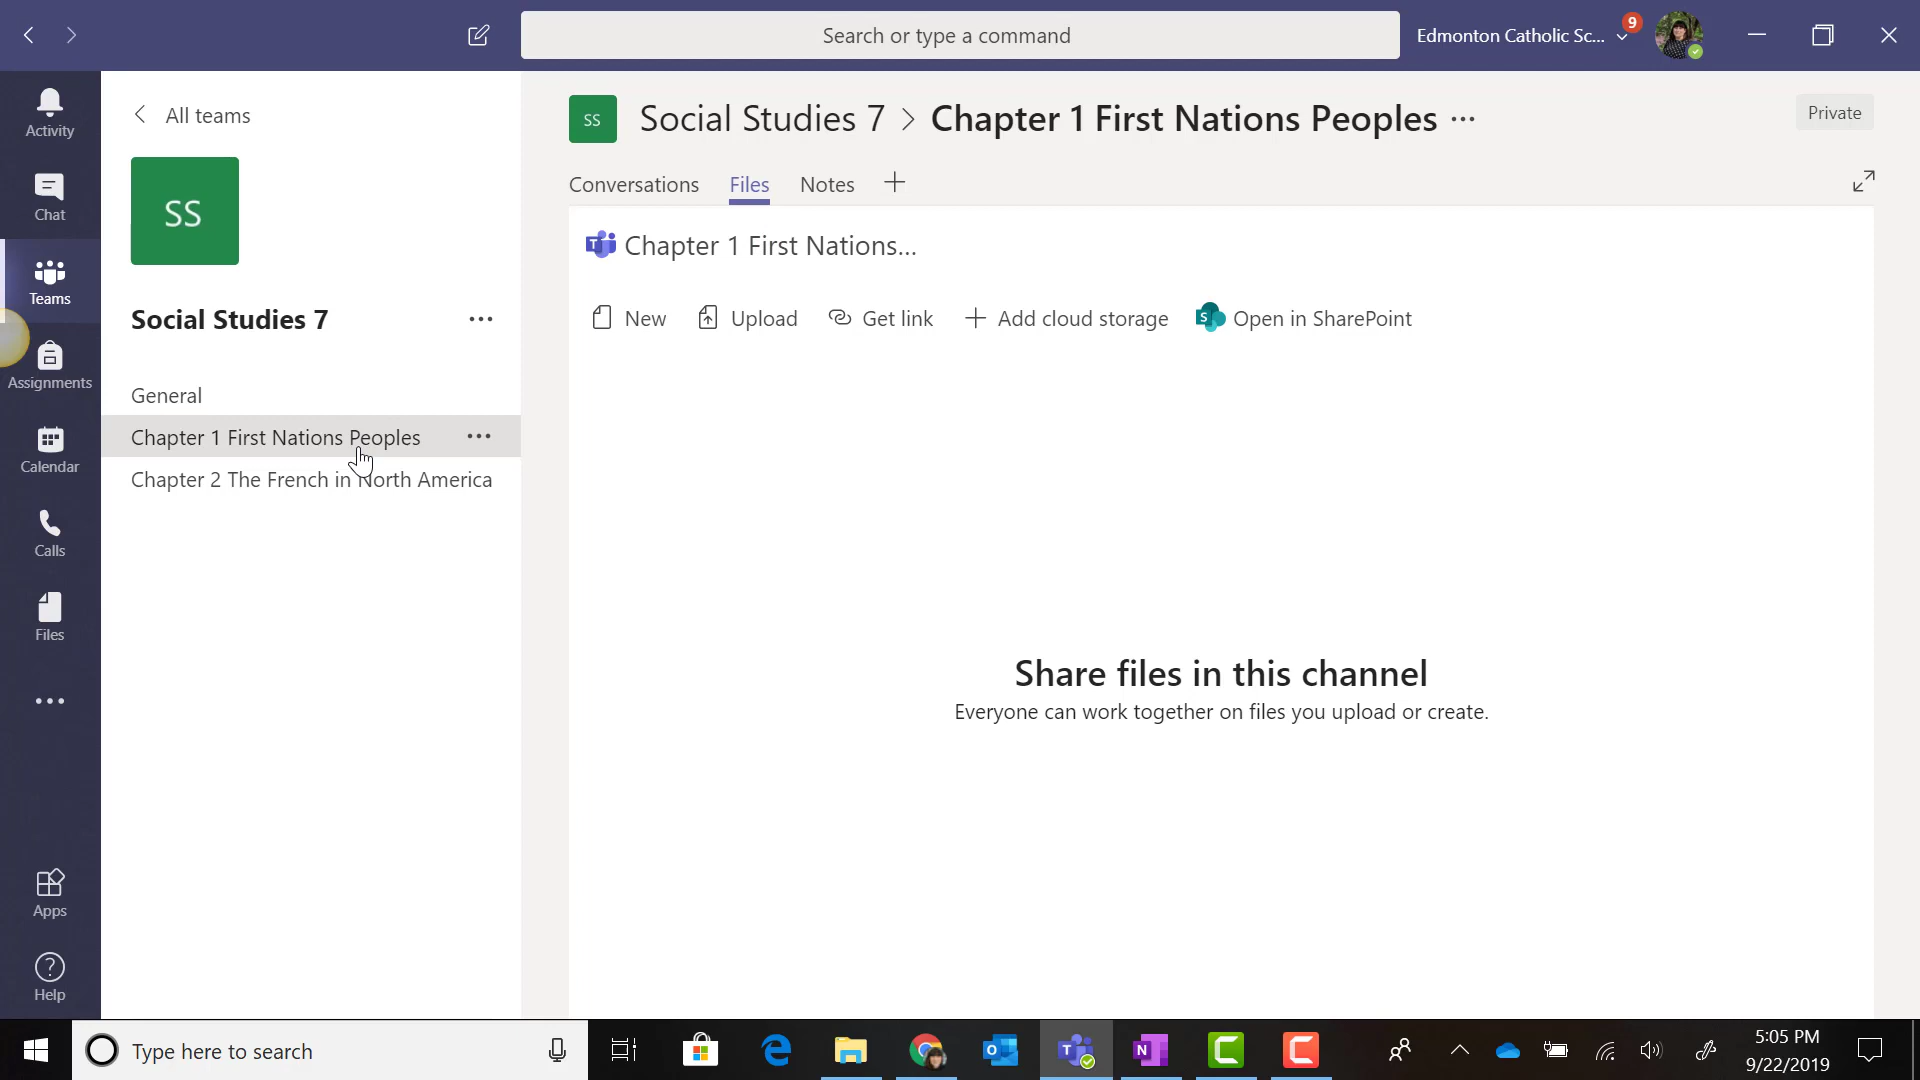 Search or type a command
Edmonton Catholic Sc...
9
Activity
Chat
Teams
Assignments
Calendar
Calls
Files
Apps
Help
All teams
SS
Social Studies 7
General
Chapter 1 First Nations Peoples
Chapter 2 The French in North America
SS
Social Studies 7 > Chapter 1 First Nations Peoples
Private
Conversations Files Notes
T Chapter 1 First Nations...
New Upload Get link Add cloud storage S Open in SharePoint
Share files in this channel
Everyone can work together on files you upload or create.
Type here to search
5:05 PM
9/22/2019